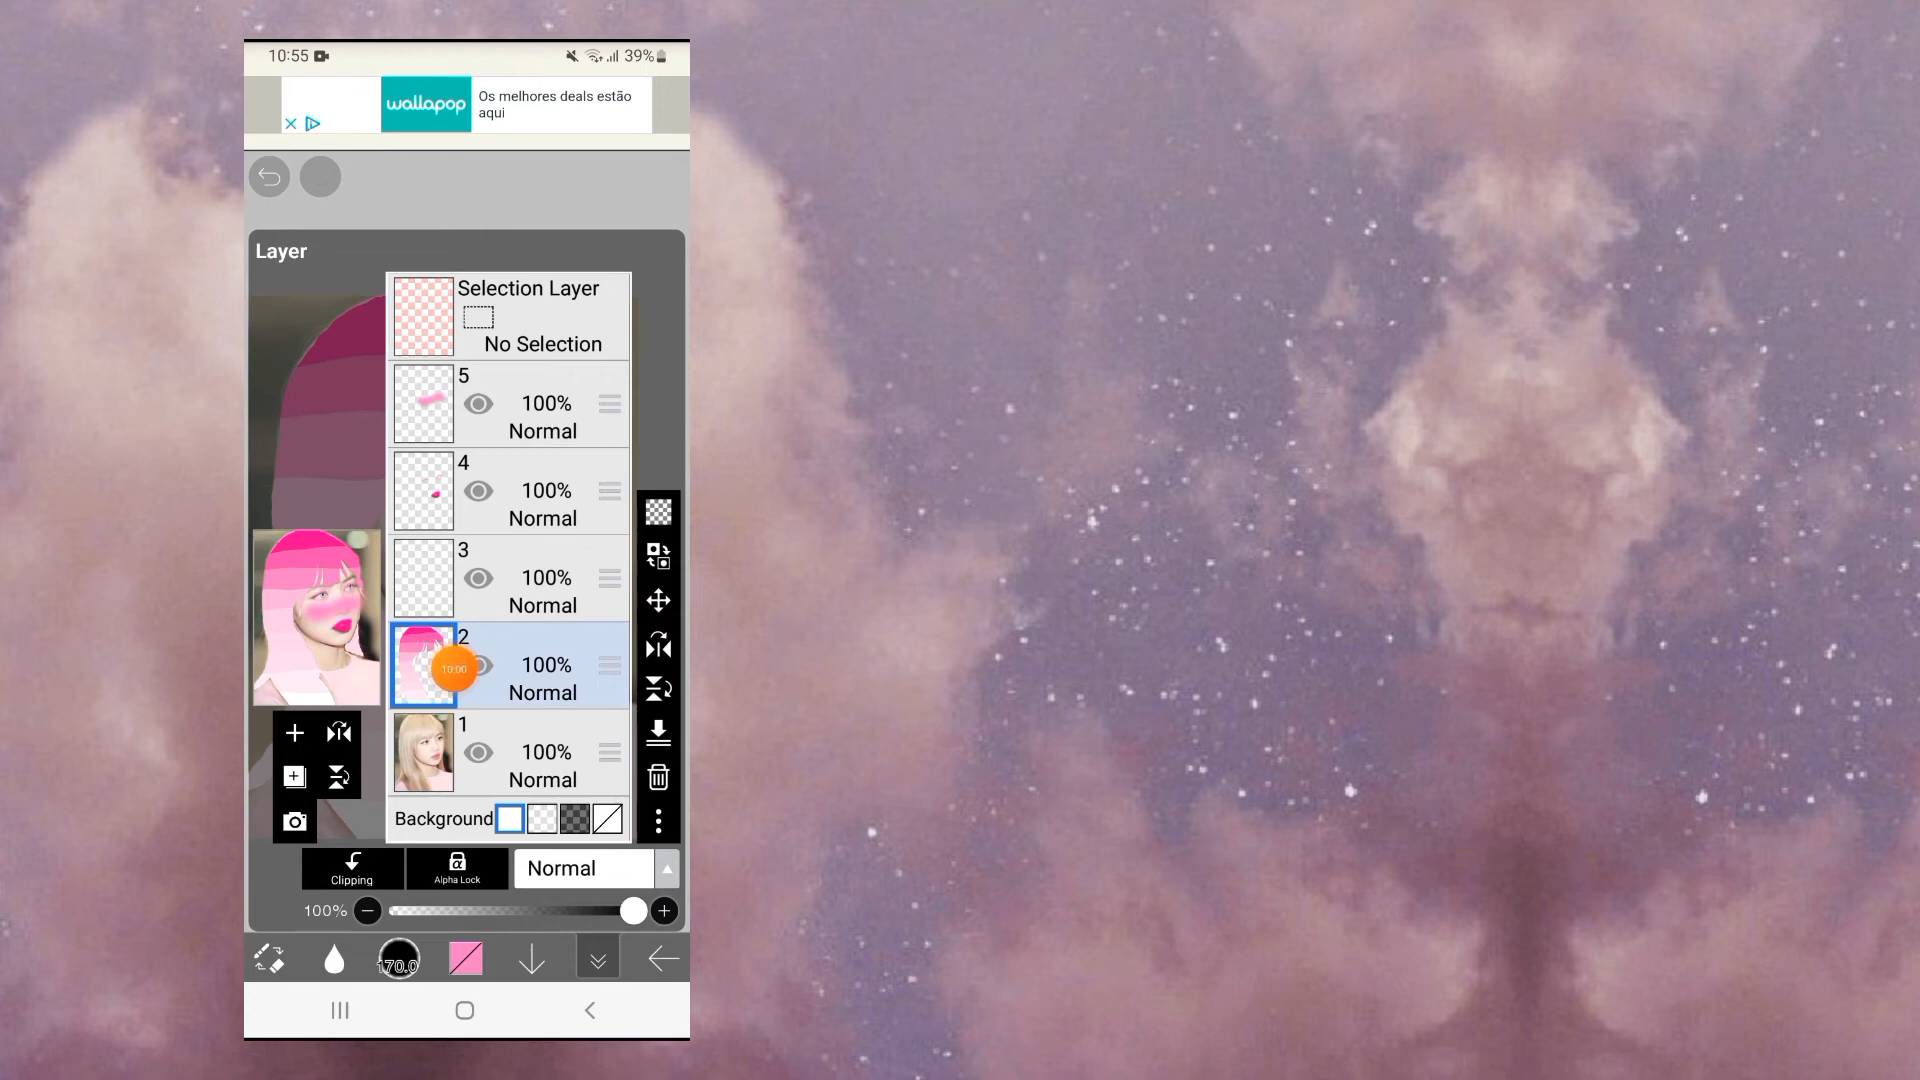 10:55
39%
wallapop
Os melhores deals estão
aqui
Layer
Selection Layer
No Selection
5
100%
Normal
4
100%
Normal
3
100%
Normal
2
10:00
100%
Normal
1
100%
Normal
Background
Clipping
α
Alpha Lock
Normal
100%
170.0